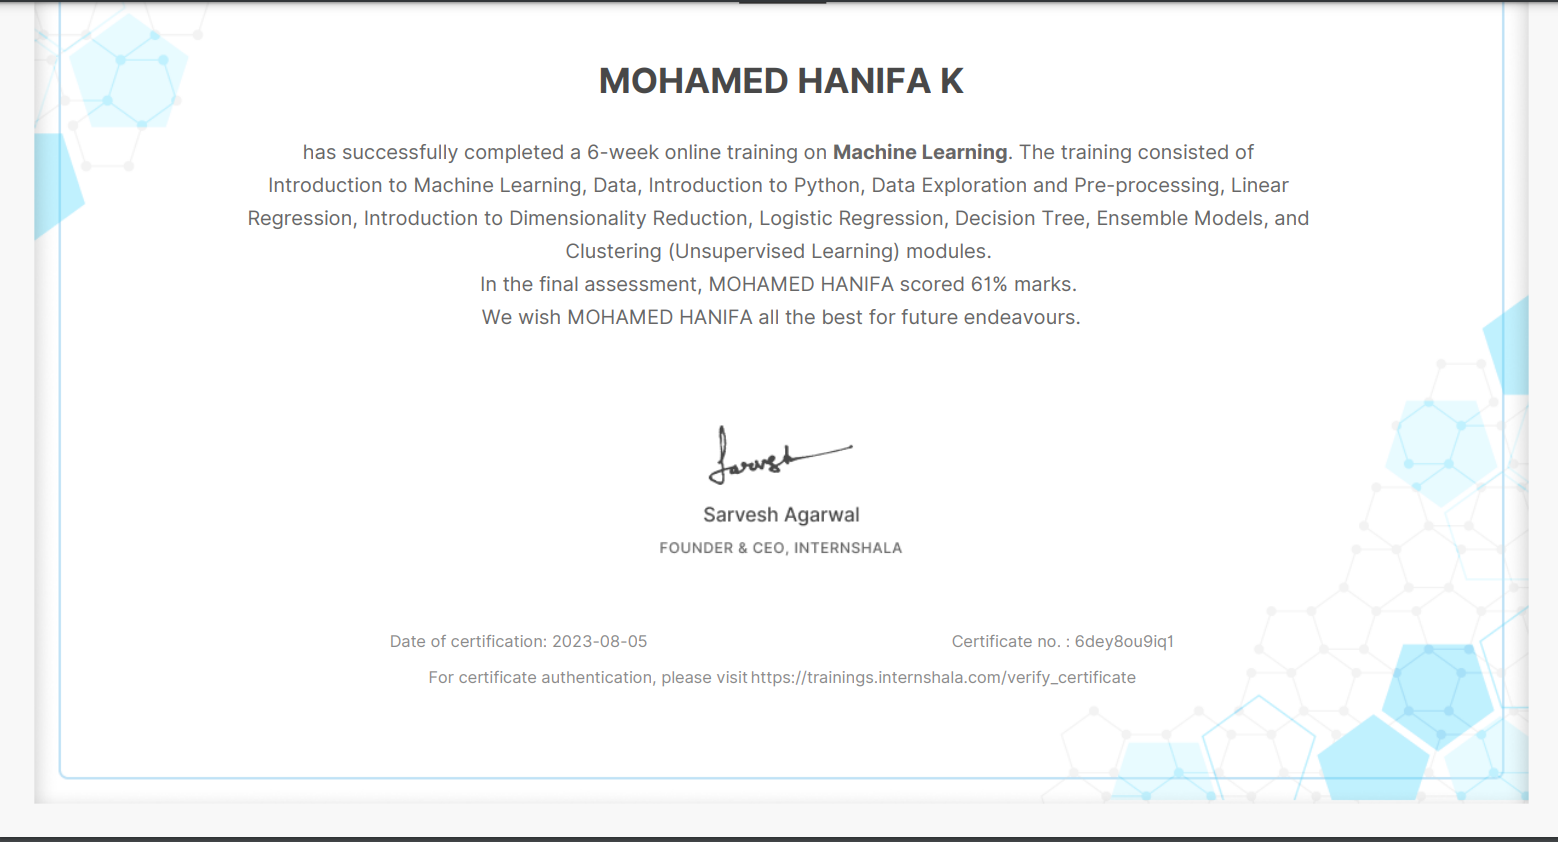 MOHAMED HANIFA K
has successfully completed a 6-week online training on Machine Learning. The training consisted of
Introduction to Machine Learning, Data, Introduction to Python, Data Exploration and Pre-processing, Linear
Regression, Introduction to Dimensionality Reduction, Logistic Regression, Decision Tree, Ensemble Models, and
Clustering (Unsupervised Learning) modules.
In the final assessment, MOHAMED HANIFA scored 61% marks.
We wish MOHAMED HANIFA all the best for future endeavours.
Sarvesh
Sarvesh Agarwal
FOUNDER & CEO, INTERNSHALA
Date of certification: 2023-08-05
Certificate no. : 6dey8ou9iq1
For certificate authentication, please visit https://trainings.internshala.com/verify_certificate